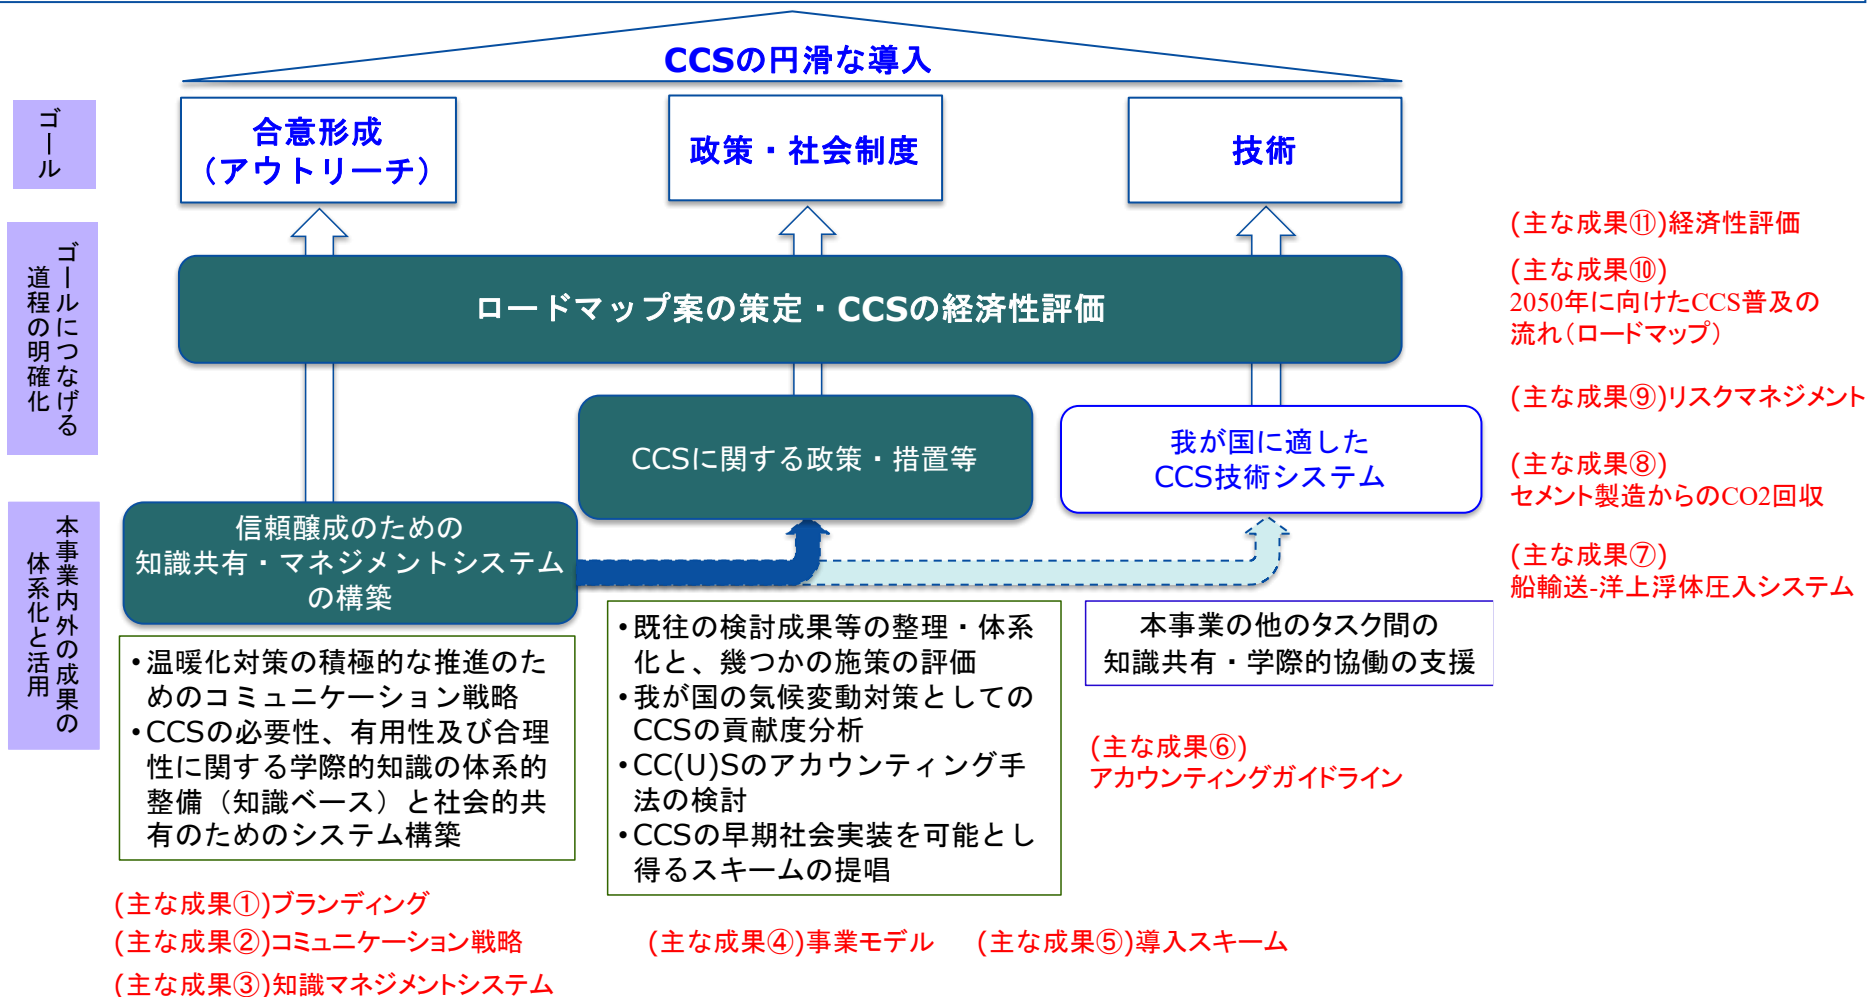 CCSの円滑な導入
ゴール
合意形成
（アウトリーチ）
政策・社会制度
技術
ゴールにつなげる
道程の明確化
ロードマップ案の策定・CCSの経済性評価
(主な成果⑪)経済性評価
(主な成果⑩)
2050年に向けたCCS普及の
流れ（ロードマップ）
(主な成果⑨)リスクマネジメント
CCSに関する政策・措置等
我が国に適した
CCS技術システム
(主な成果⑧)
セメント製造からのCO2回収
本事業内外の成果の
体系化と活用
信頼醸成のための
知識共有・マネジメントシステム
の構築
(主な成果⑦)
船輸送-洋上浮体圧入システム
•温暖化対策の積極的な推進のた
めのコミュニケーション戦略
•CCSの必要性、有用性及び合理
性に関する学際的知識の体系的
整備（知識ベース）と社会的共
有のためのシステム構築
•既往の検討成果等の整理・体系
化と、幾つかの施策の評価
•我が国の気候変動対策としての
CCSの貢献度分析
•CC(U)Sのアカウンティング手
法の検討
•CCSの早期社会実装を可能とし
得るスキームの提唱
本事業の他のタスク間の
知識共有・学際的協働の支援
(主な成果⑥)
アカウンティングガイドライン
(主な成果①)ブランディング
(主な成果②)コミュニケーション戦略
(主な成果③)知識マネジメントシステム
(主な成果④)事業モデル
(主な成果⑤)導入スキーム